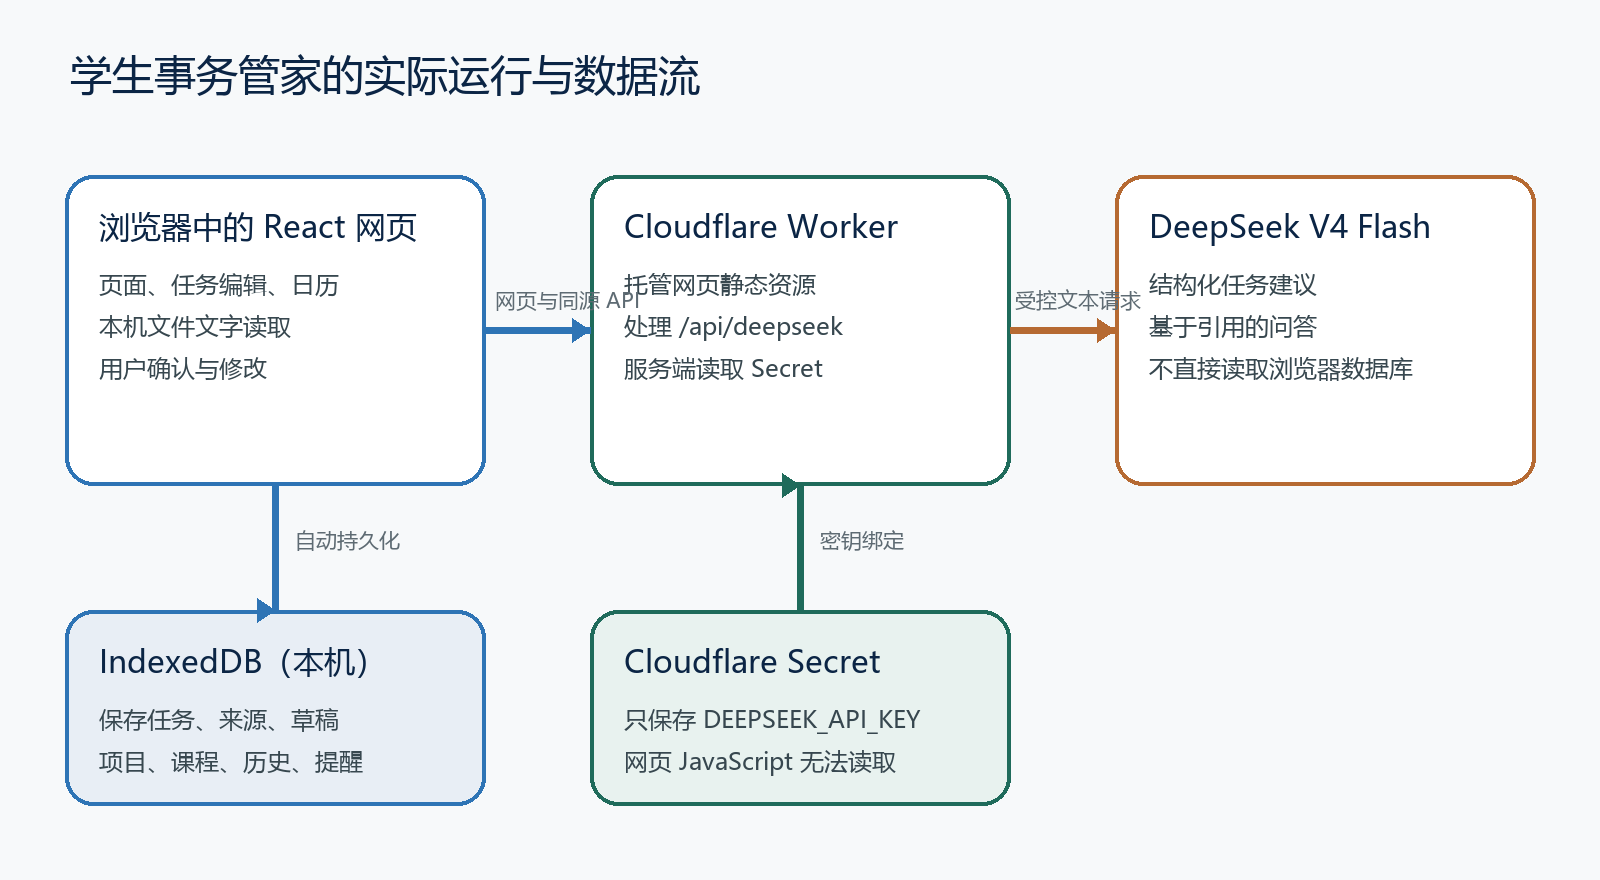 学生事务管家的实际运行与数据流
浏览器中的 React 网页
页面、任务编辑、日历
本机文件文字读取
用户确认与修改
网页与同源 API
Cloudflare Worker
托管网页静态资源
处理 /api/deepseek
服务端读取 Secret
受控文本请求
DeepSeek V4 Flash
结构化任务建议
基于引用的问答
不直接读取浏览器数据库
自动持久化
密钥绑定
IndexedDB（本机）
保存任务、来源、草稿
项目、课程、历史、提醒
Cloudflare Secret
只保存 DEEPSEEK_API_KEY
网页 JavaScript 无法读取